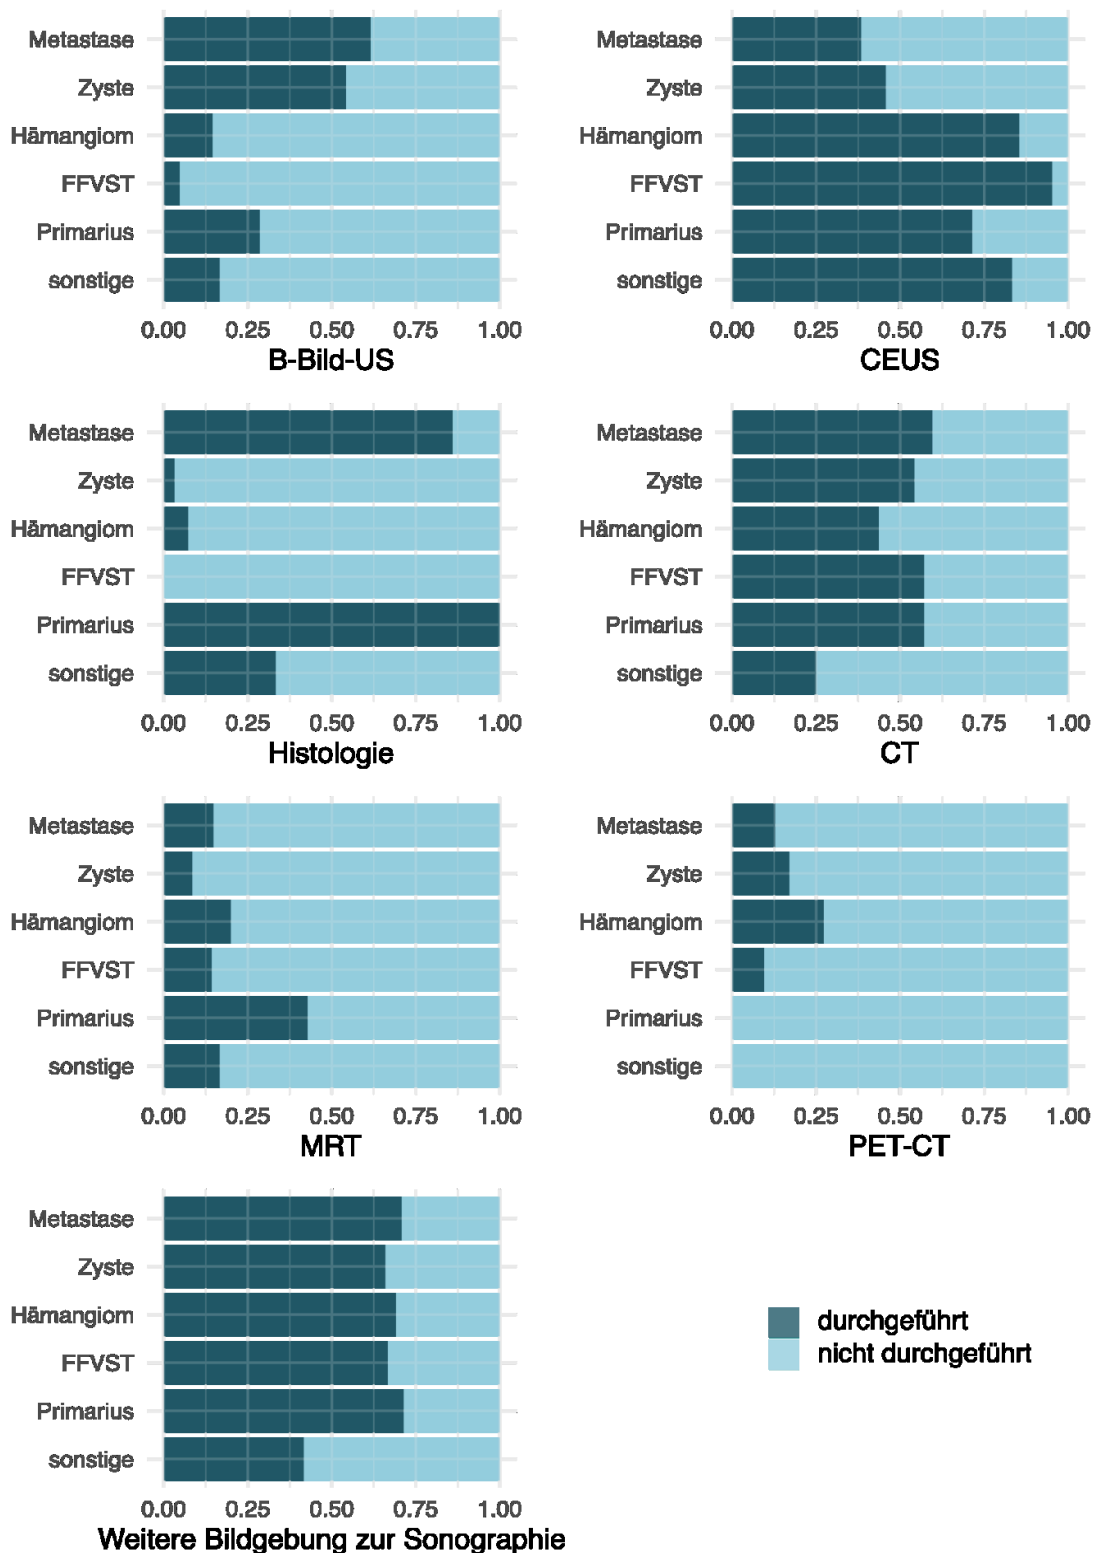 Metastase
Zyste
Hämangiom
FFVST
Primarius
sonstige
0.00 0.25 0.50 0.75 1.00
B-Bild-US
Metastase
Zyste
Hämangiom
FFVST
Primarius
sonstige
0.00 0.25 0.50 0.75 1.00
CEUS
Metastase
Zyste
Hämangiom
FFVST
Primarius
sonstige
0.00 0.25 0.50 0.75 1.00
Histologie
Metastase
Zyste
Hämangiom
FFVST
Primarius
sonstige
0.00 0.25 0.50 0.75 1.00
CT
Metastase
Zyste
Hämangiom
FFVST
Primarius
sonstige
0.00 0.25 0.50 0.75 1.00
MRT
Metastase
Zyste
Hämangiom
FFVST
Primarius
sonstige
0.00 0.25 0.50 0.75 1.00
PET-CT
Metastase
Zyste
Hämangiom
FFVST
Primarius
sonstige
0.00 0.25 0.50 0.75 1.00
Weitere Bildgebung zur Sonographie
durchgeführt
nicht durchgeführt